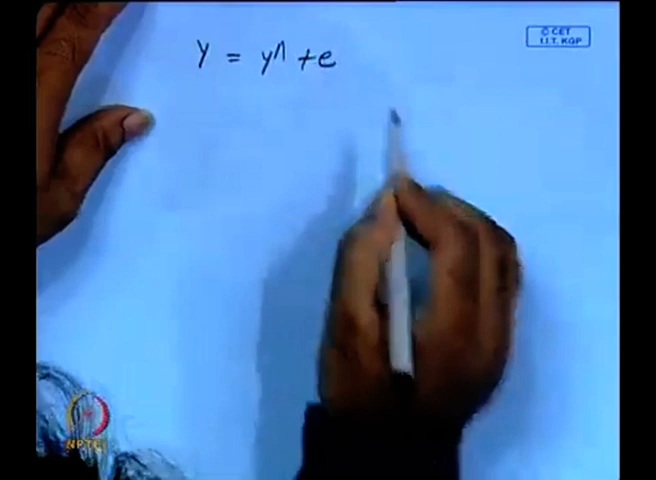 y = y^ + e
© CET
I.I.T. KGP
NPTEL